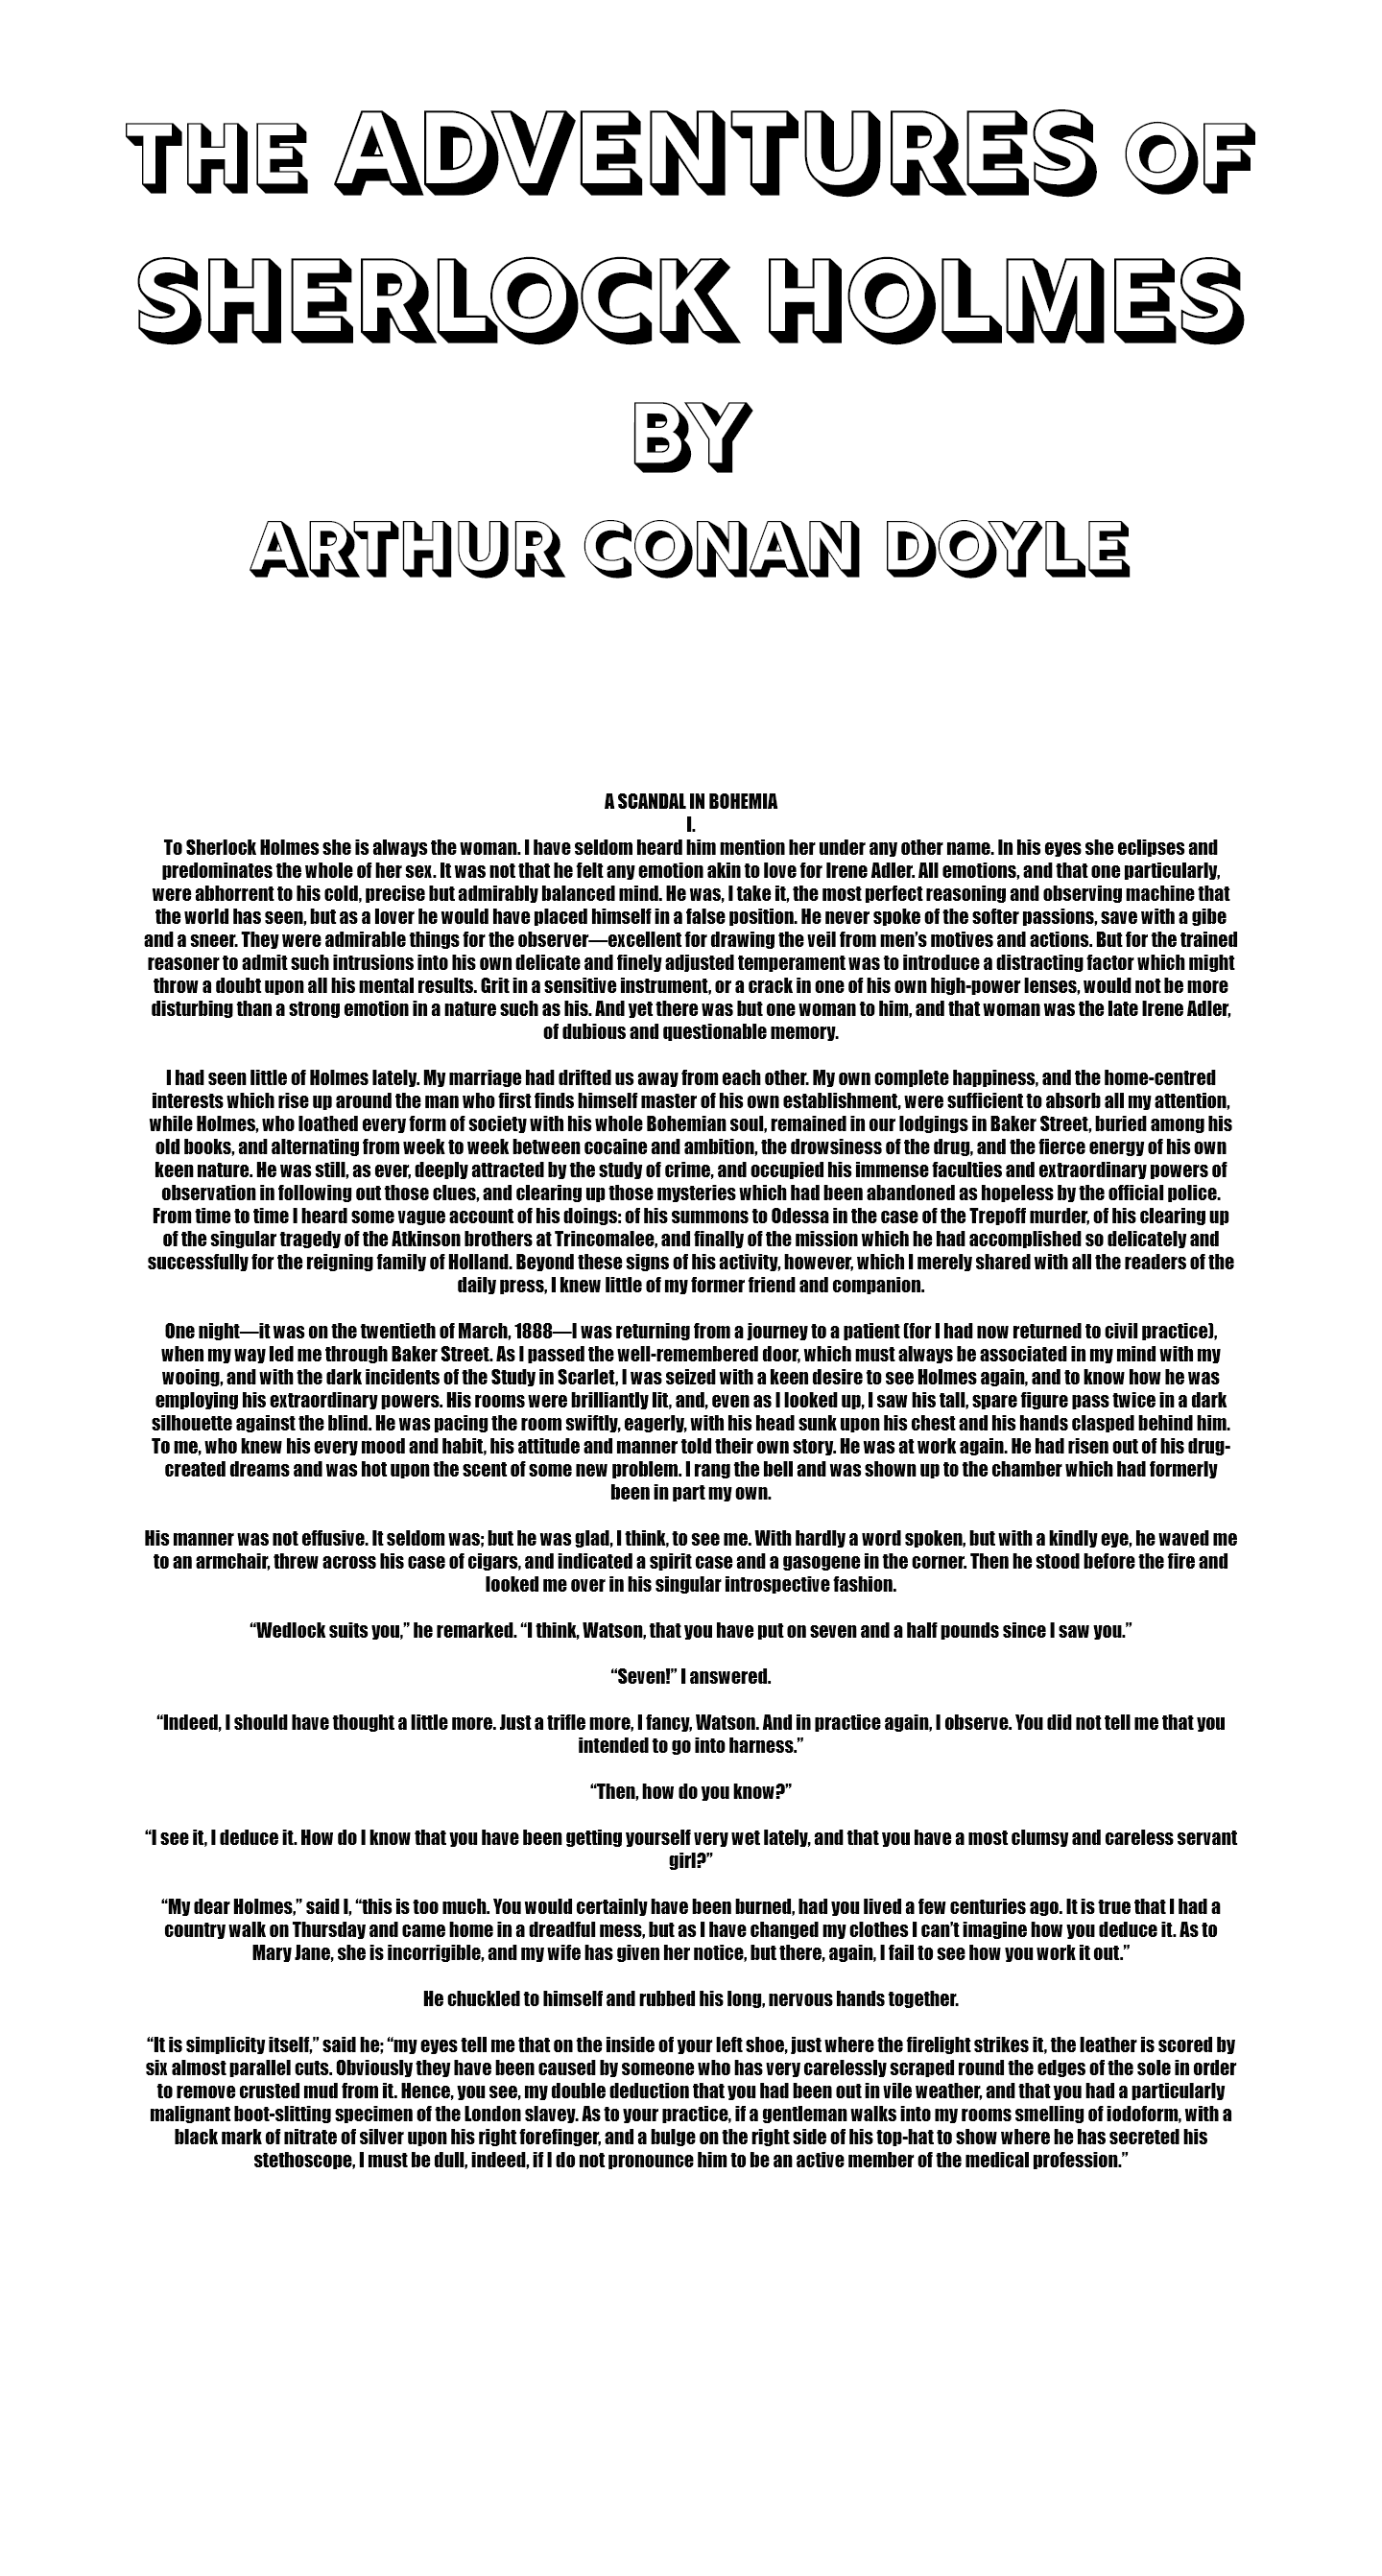 THE ADVENTURES OF
SHERLOCK HOLMES
BY
ARTHUR CONAN DOYLE
A SCANDAL IN BOHEMIA
I.
To Sherlock Holmes she is always the woman. I have seldom heard him mention her under any other name. In his eyes she eclipses and
predominates the whole of her sex. It was not that he felt any emotion akin to love for Irene Adler. All emotions, and that one particularly,
were abhorrent to his cold, precise but admirably balanced mind. He was, I take it, the most perfect reasoning and observing machine that
the world has seen, but as a lover he would have placed himself in a false position. He never spoke of the softer passions, save with a gibe
and a sneer. They were admirable things for the observer—excellent for drawing the veil from men’s motives and actions. But for the trained
reasoner to admit such intrusions into his own delicate and finely adjusted temperament was to introduce a distracting factor which might
throw a doubt upon all his mental results. Grit in a sensitive instrument, or a crack in one of his own high-power lenses, would not be more
disturbing than a strong emotion in a nature such as his. And yet there was but one woman to him, and that woman was the late Irene Adler,
of dubious and questionable memory.
I had seen little of Holmes lately. My marriage had drifted us away from each other. My own complete happiness, and the home-centred
interests which rise up around the man who first finds himself master of his own establishment, were sufficient to absorb all my attention,
while Holmes, who loathed every form of society with his whole Bohemian soul, remained in our lodgings in Baker Street, buried among his
old books, and alternating from week to week between cocaine and ambition, the drowsiness of the drug, and the fierce energy of his own
keen nature. He was still, as ever, deeply attracted by the study of crime, and occupied his immense faculties and extraordinary powers of
observation in following out those clues, and clearing up those mysteries which had been abandoned as hopeless by the official police.
From time to time I heard some vague account of his doings: of his summons to Odessa in the case of the Trepoff murder, of his clearing up
of the singular tragedy of the Atkinson brothers at Trincomalee, and finally of the mission which he had accomplished so delicately and
successfully for the reigning family of Holland. Beyond these signs of his activity, however, which I merely shared with all the readers of the
daily press, I knew little of my former friend and companion.
One night—it was on the twentieth of March, 1888—I was returning from a journey to a patient (for I had now returned to civil practice),
when my way led me through Baker Street. As I passed the well-remembered door, which must always be associated in my mind with my
wooing, and with the dark incidents of the Study in Scarlet, I was seized with a keen desire to see Holmes again, and to know how he was
employing his extraordinary powers. His rooms were brilliantly lit, and, even as I looked up, I saw his tall, spare figure pass twice in a dark
silhouette against the blind. He was pacing the room swiftly, eagerly, with his head sunk upon his chest and his hands clasped behind him.
To me, who knew his every mood and habit, his attitude and manner told their own story. He was at work again. He had risen out of his drug-
created dreams and was hot upon the scent of some new problem. I rang the bell and was shown up to the chamber which had formerly
been in part my own.
His manner was not effusive. It seldom was; but he was glad, I think, to see me. With hardly a word spoken, but with a kindly eye, he waved me
to an armchair, threw across his case of cigars, and indicated a spirit case and a gasogene in the corner. Then he stood before the fire and
looked me over in his singular introspective fashion.
“Wedlock suits you,” he remarked. “I think, Watson, that you have put on seven and a half pounds since I saw you.”
“Seven!” I answered.
“Indeed, I should have thought a little more. Just a trifle more, I fancy, Watson. And in practice again, I observe. You did not tell me that you
intended to go into harness.”
“Then, how do you know?”
“I see it, I deduce it. How do I know that you have been getting yourself very wet lately, and that you have a most clumsy and careless servant
girl?”
“My dear Holmes,” said I, “this is too much. You would certainly have been burned, had you lived a few centuries ago. It is true that I had a
country walk on Thursday and came home in a dreadful mess, but as I have changed my clothes I can’t imagine how you deduce it. As to
Mary Jane, she is incorrigible, and my wife has given her notice, but there, again, I fail to see how you work it out.”
He chuckled to himself and rubbed his long, nervous hands together.
“It is simplicity itself,” said he; “my eyes tell me that on the inside of your left shoe, just where the firelight strikes it, the leather is scored by
six almost parallel cuts. Obviously they have been caused by someone who has very carelessly scraped round the edges of the sole in order
to remove crusted mud from it. Hence, you see, my double deduction that you had been out in vile weather, and that you had a particularly
malignant boot-slitting specimen of the London slavey. As to your practice, if a gentleman walks into my rooms smelling of iodoform, with a
black mark of nitrate of silver upon his right forefinger, and a bulge on the right side of his top-hat to show where he has secreted his
stethoscope, I must be dull, indeed, if I do not pronounce him to be an active member of the medical profession.”